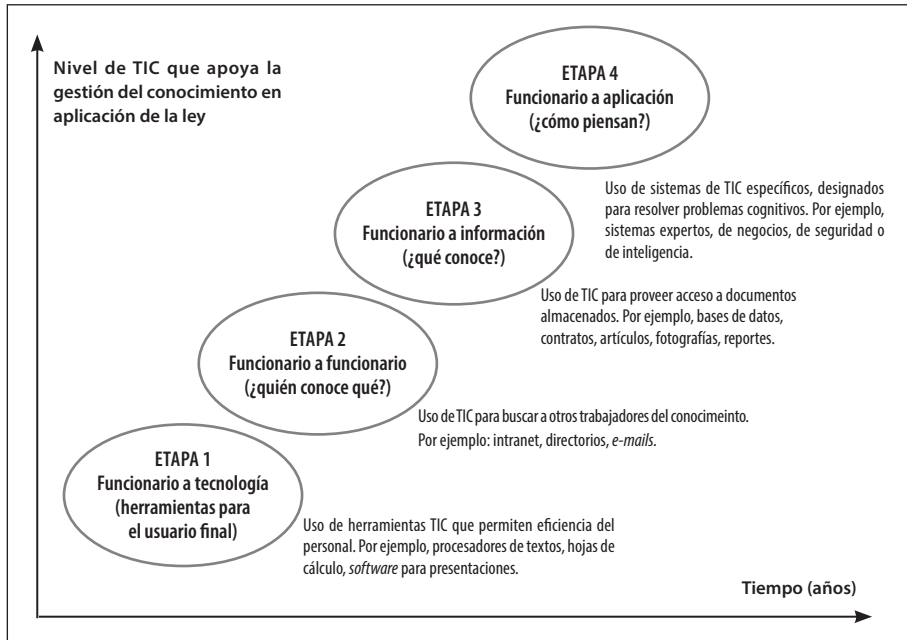 Nivel de TIC que apoya la
gestión del conocimiento en
aplicación de la ley
ETAPA 4
Funcionario a aplicación
(¿cómo piensan?)
Uso de sistemas de TIC específicos, designados
para resolver problemas cognitivos. Por ejemplo,
sistemas expertos, de negocios, de seguridad o
de inteligencia.
ETAPA 3
Funcionario a información
(¿qué conoce?)
Uso de TIC para proveer acceso a documentos
almacenados. Por ejemplo, bases de datos,
contratos, artículos, fotografías, reportes.
ETAPA 2
Funcionario a funcionario
(¿quién conoce qué?)
Uso de TIC para buscar a otros trabajadores del conocimeinto.
Por ejemplo: intranet, directorios, e-mails.
ETAPA 1
Funcionario a tecnología
(herramientas para
el usuario final)
Uso de herramientas TIC que permiten eficiencia del
personal. Por ejemplo, procesadores de textos, hojas de
cálculo, software para presentaciones.
Tiempo (años)